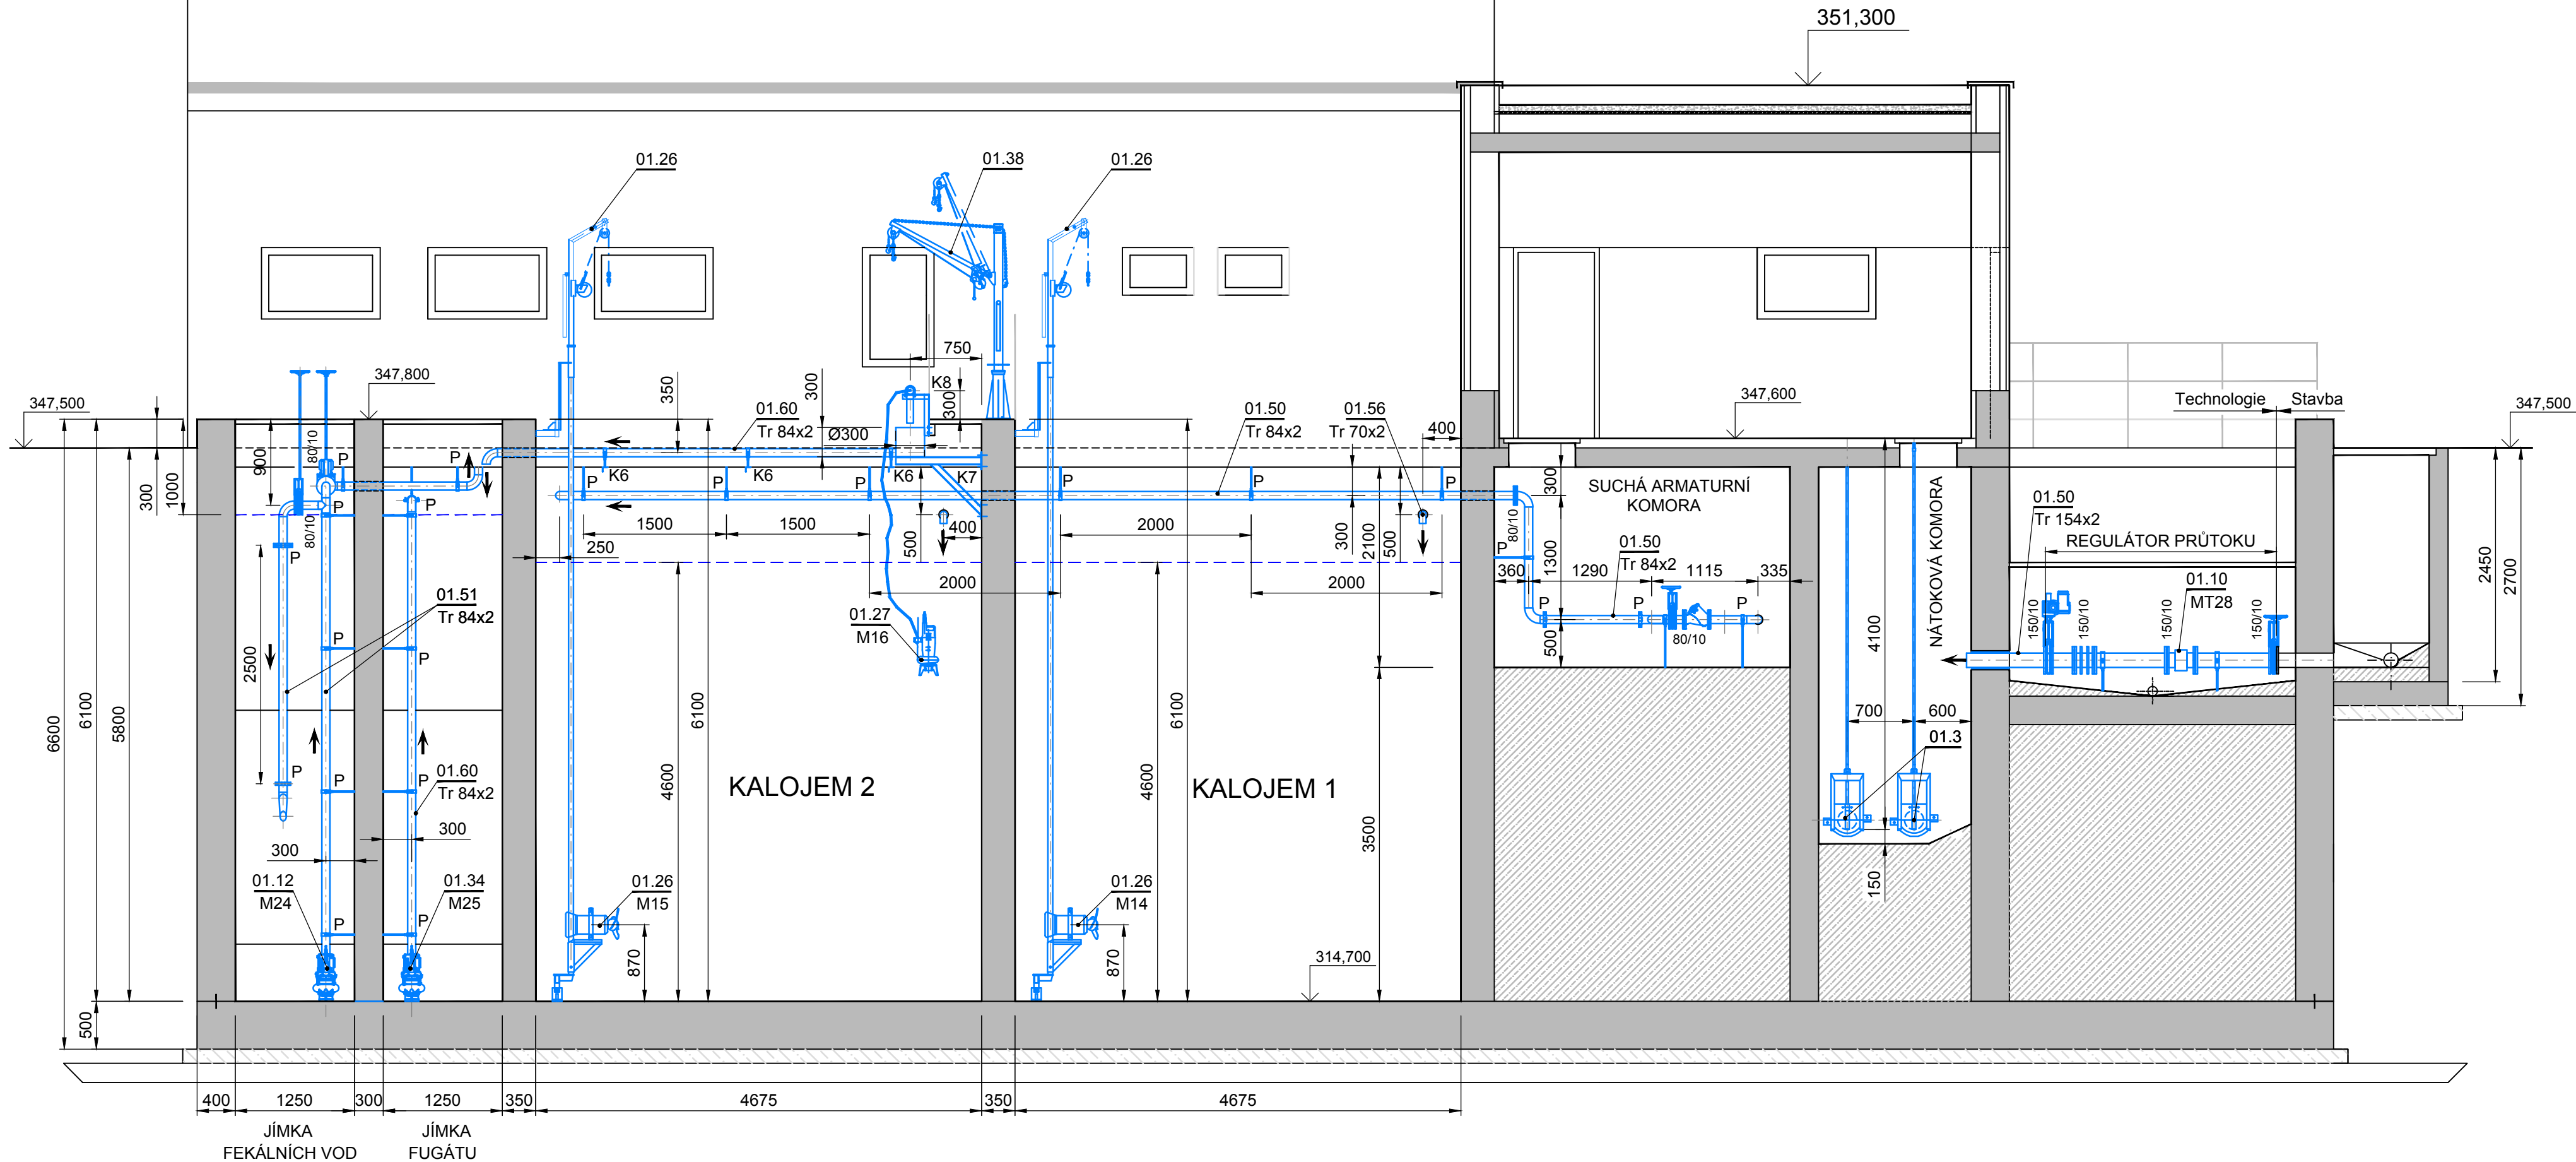 351,300
01.26
01.38
01.26
750
K8
300
300
350
347,800
347,500
01.60
Tr 84x2
Ø300
01.50
Tr 84x2
01.56
Tr 70x2
400
347,600
Technologie
Stavba
347,500
900
80/10
P
P
K6
K6
K6
K7
300
1000
P
P
P
P
P
P
P
P
SUCHÁ ARMATURNÍ
KOMORA
300
NÁTOKOVÁ KOMORA
01.50
Tr 154x2
P
P
80/10
1500
1500
400
2000
250
500
300
2100
500
80/10
P
1300
01.50
Tr 84x2
REGULÁTOR PRŮTOKU
2450
2700
P
2000
2000
360
1290
1115
335
01.10
MT28
01.51
Tr 84x2
01.27
M16
P
P
P
80/10
500
4100
150/10
150/10
150/10
150/10
P
P
2500
6600
6100
5800
6100
6100
700
600
01.3
P
P
P
01.60
Tr 84x2
4600
KALOJEM 2
4600
KALOJEM 1
3500
300
300
01.12
M24
01.34
M25
01.26
M15
01.26
M14
150
P
P
870
870
314,700
500
400
1250
300
1250
350
4675
350
4675
JÍMKA
FEKÁLNÍCH VOD
JÍMKA
FUGÁTU